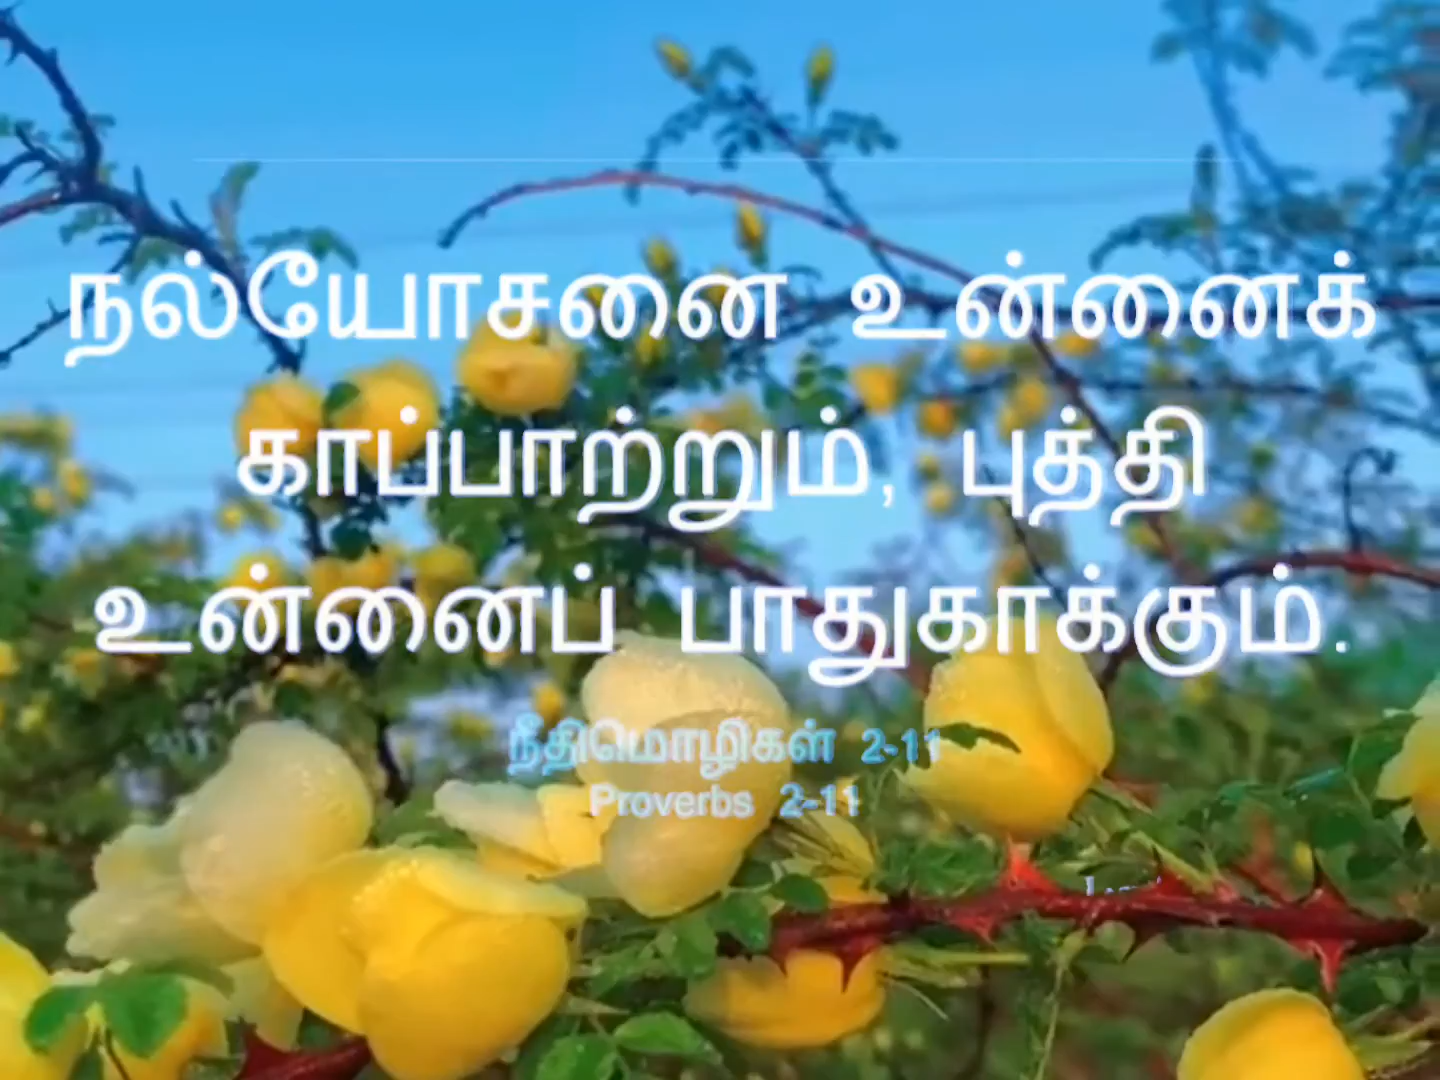 நல்யோசனை உன்னைக்
காப்பாற்றும், புத்தி
உன்னைப் பாதுகாக்கும்.
நீதிமொழிகள் 2-11
Proverbs 2-11